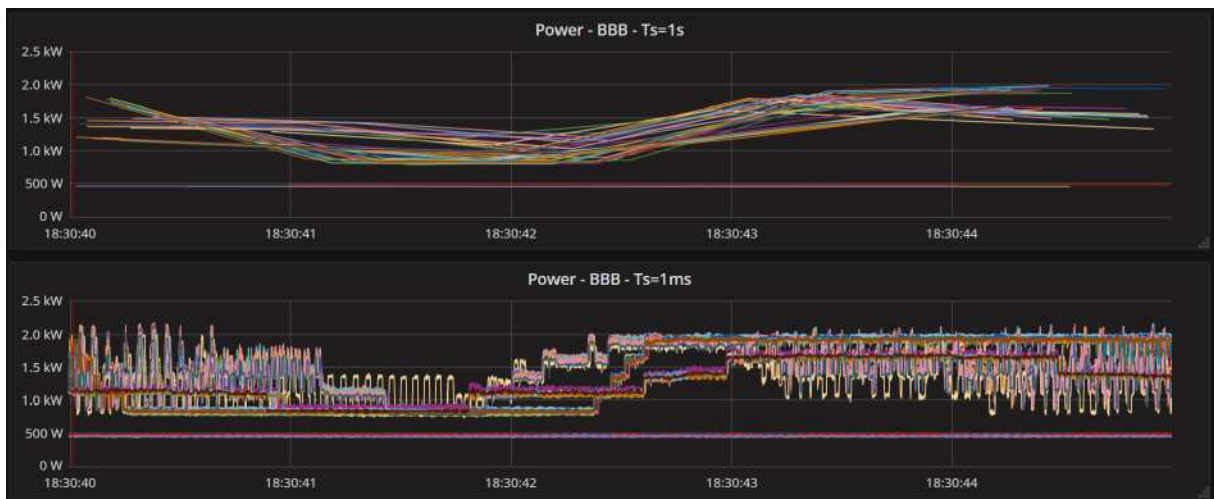 Power - BBB - Ts=1s
2.5 kW
2.0 kW
1.5 kW
1.0 kW
500 W
0 W
18:30:40 18:30:41 18:30:42 18:30:43 18:30:44
Power - BBB - Ts=1ms
2.5 kW
2.0 kW
1.5 kW
1.0 kW
500 W
0 W
18:30:40 18:30:41 18:30:42 18:30:43 18:30:44